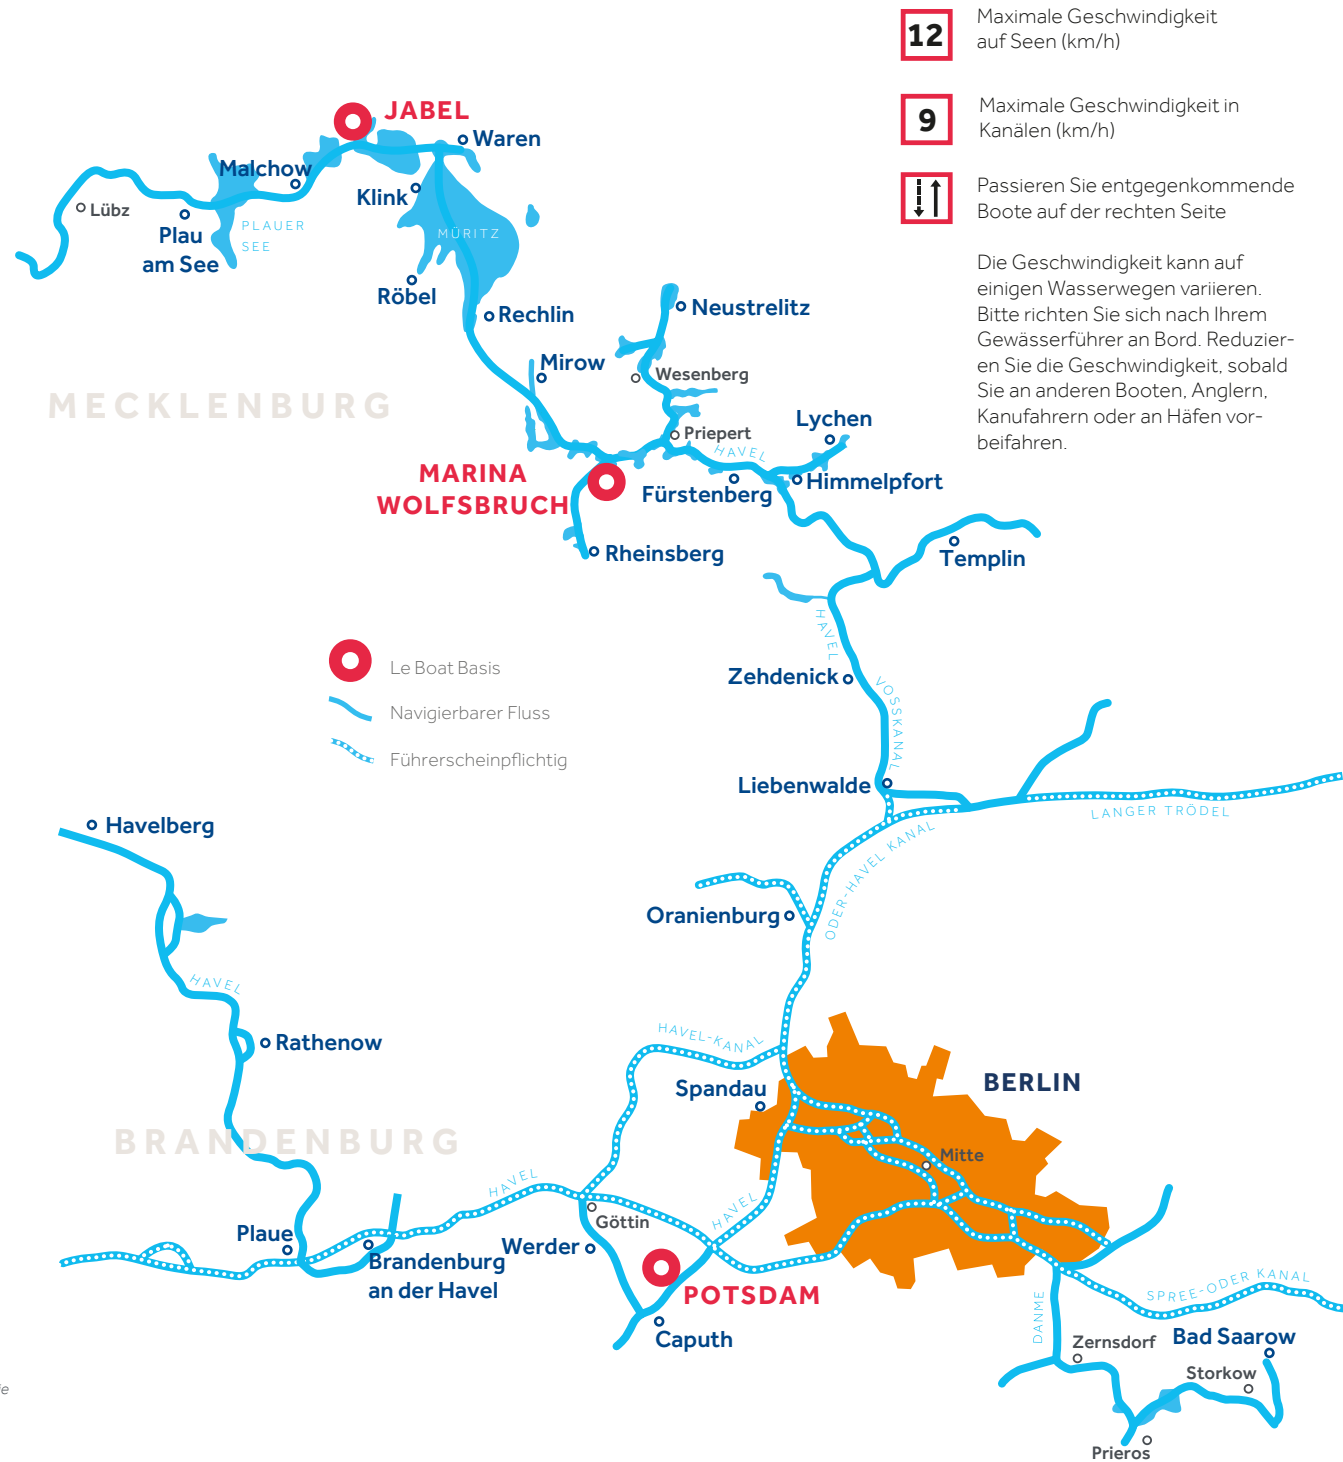 12
Maximale Geschwindigkeit
auf Seen (km/h)
9
Maximale Geschwindigkeit in
Kanälen (km/h)
Passieren Sie entgegenkommende
Boote auf der rechten Seite
Die Geschwindigkeit kann auf
einigen Wasserwegen variieren.
Bitte richten Sie sich nach Ihrem
Gewässerführer an Bord. Reduzier-
en Sie die Geschwindigkeit, sobald
Sie an anderen Booten, Anglern,
Kanufahrern oder an Häfen vor-
beifahren.
JABEL
Waren
Malchow
Klink
Lübz
Plau
am See
PLAUER
SEE
MÜRITZ
Röbel
Rechlin
Neustrelitz
Mirow
Wesenberg
MECKLENBURG
Lychen
Priepert
HAVEL
MARINA
WOLFSBRUCH
Fürstenberg
Himmelpfort
Rheinsberg
Templin
HAVEL
Le Boat Basis
Navigierbarer Fluss
Führerscheinpflichtig
Zehdenick
VOSSKANAL
Liebenwalde
LANGER TRÖDEL
Havelberg
ODER-HAVEL KANAL
Oranienburg
HAVEL
Rathenow
HAVEL-KANAL
Spandau
BERLIN
BRANDENBURG
Mitte
HAVEL
HAVEL
Göttin
Plaue
Werder
Brandenburg
an der Havel
POTSDAM
Caputh
SPREE-ODER KANAL
DANME
Zernsdorf
Bad Saarow
Storkow
Prieros
ie